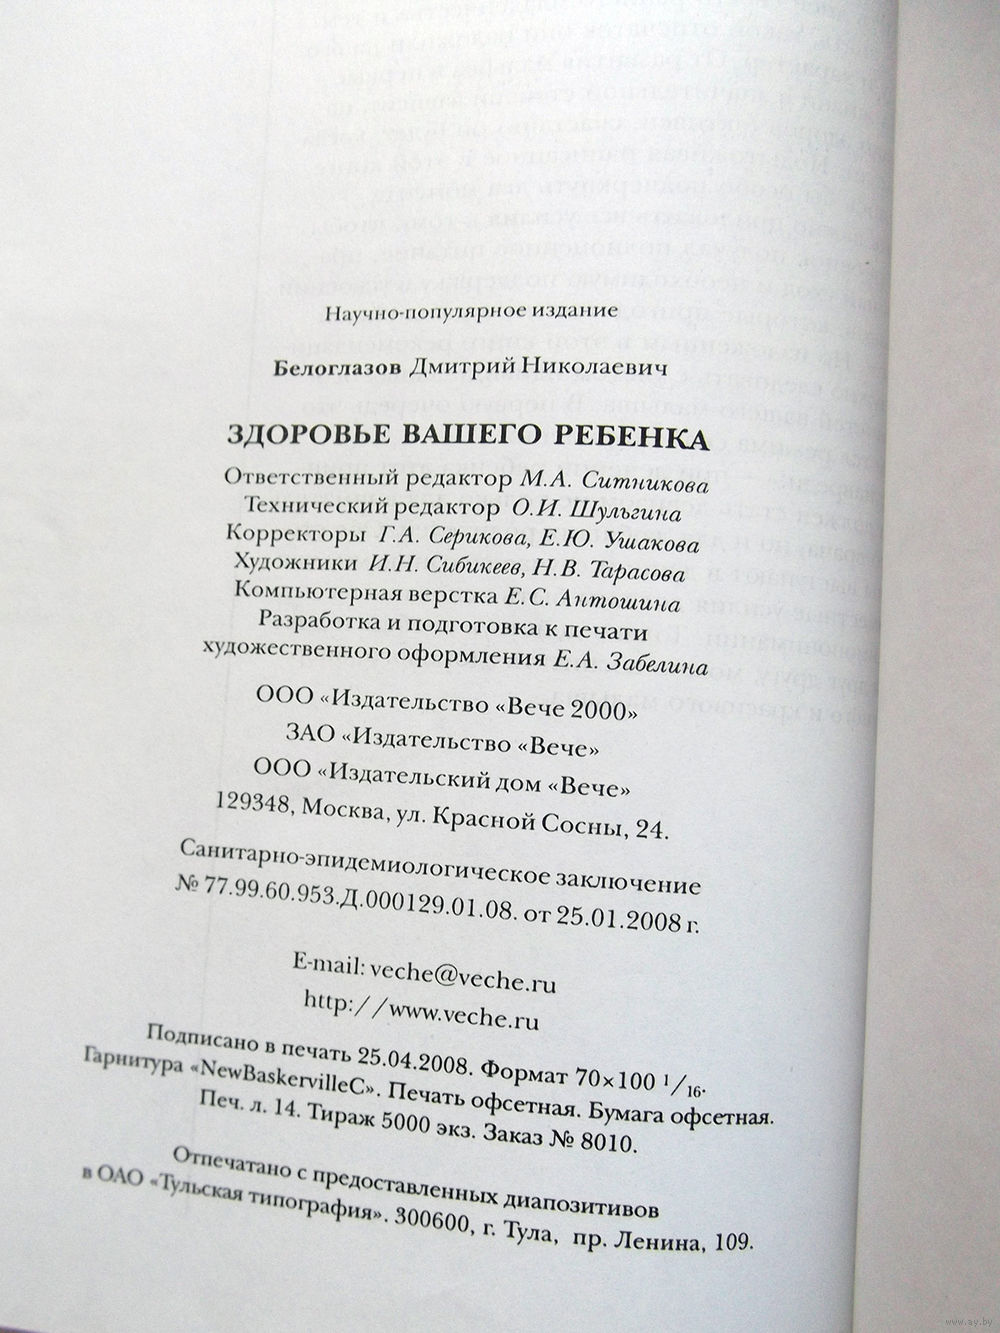 Научно-популярное издание
Белоглазов Дмитрий Николаевич
ЗДОРОВЬЕ ВАШЕГО РЕБЕНКА
Ответственный редактор М.А. Ситникова
Технический редактор О.И. Шульгина
Корректоры Г.А. Серикова, Е.Ю. Ушакова
Художники И.Н. Сибикеев, Н.В. Тарасова
Компьютерная верстка Е.С. Антошина
Разработка и подготовка к печати
художественного оформления Е.А. Забелина
ООО «Издательство «Вече 2000»
ЗАО «Издательство «Вече»
ООО «Издательский дом «Вече»
129348, Москва, ул. Красной Сосны, 24.
Санитарно-эпидемиологическое заключение
№ 77.99.60.953.Д.000129.01.08. от 25.01.2008 г.
E-mail: veche@veche.ru
http://www.veche.ru
Подписано в печать 25.04.2008. Формат 70×100 1/16.
Гарнитура «NewBaskervilleC». Печать офсетная. Бумага офсетная.
Печ. л. 14. Тираж 5000 экз. Заказ № 8010.
Отпечатано с предоставленных диапозитивов
в ОАО «Тульская типография». 300600, г. Тула, пр. Ленина, 109.
www.ay.by